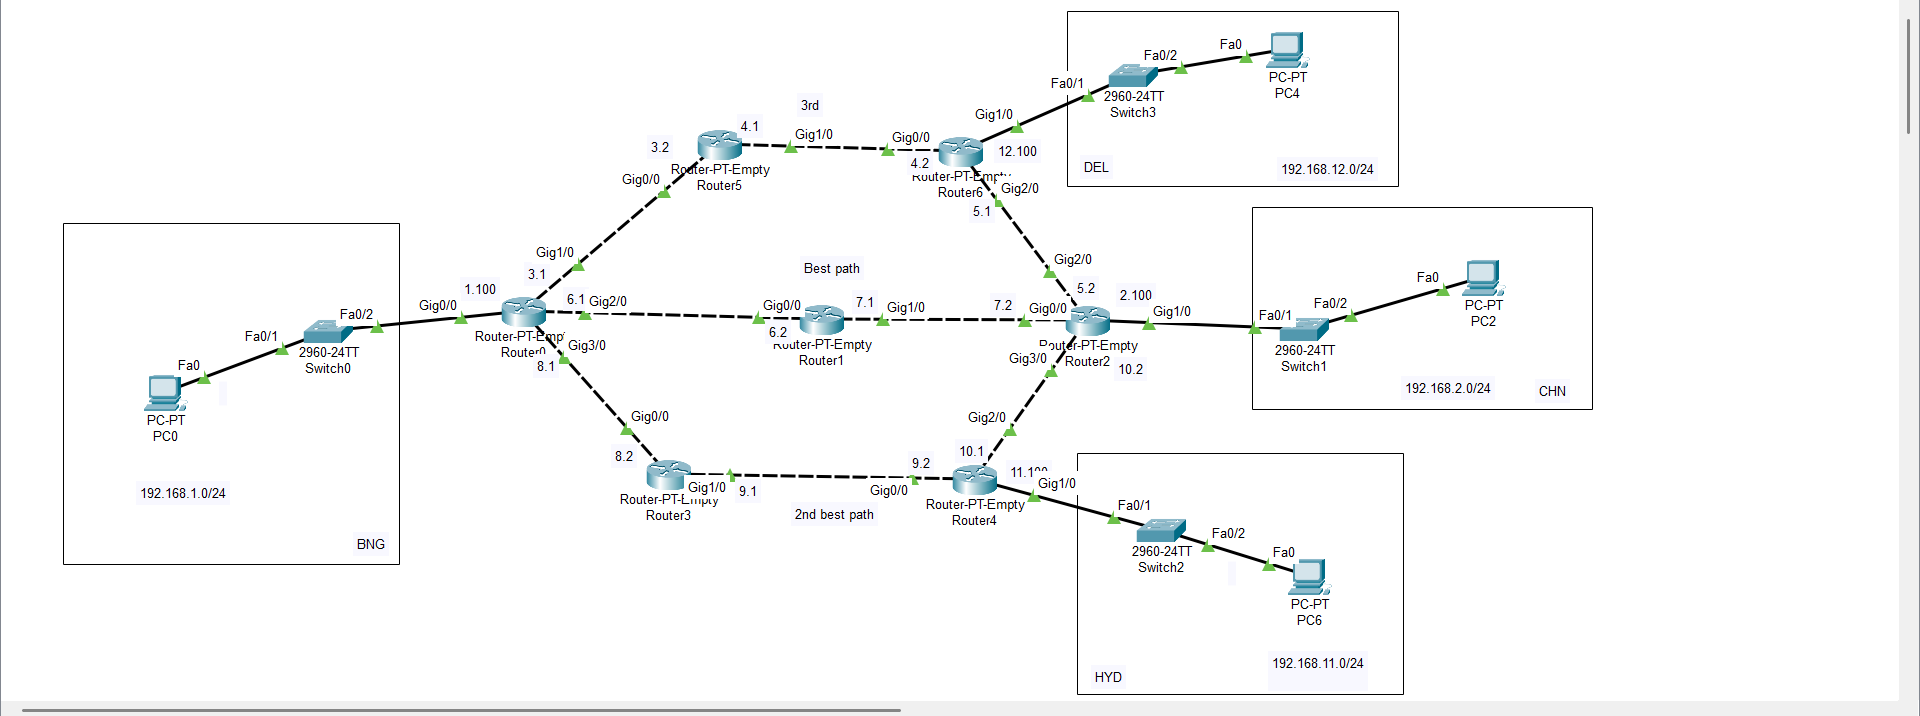 Fa0/2
Fa0
PC-PT
PC4
Fa0/1
2960-24TT
Switch3
DEL
192.168.12.0/24
3rd
4.1
Gig1/0
Gig0/0
Gig1/0
3.2
4.2
12.100
Router-PT-Empty
Router5
Gig0/0
Router-PT-Empty
Router6
Gig2/0
5.1
Gig1/0
3.1
Best path
Gig2/0
5.2
2.100
Fa0
PC-PT
PC2
1.100
Gig0/0
6.1
Gig2/0
Gig0/0
7.1
Gig1/0
7.2
Gig0/0
Gig1/0
Fa0/1
Fa0/2
2960-24TT
Switch1
192.168.2.0/24
CHN
Fa0/2
Fa0/1
2960-24TT
Switch0
Fa0
PC-PT
PC0
192.168.1.0/24
BNG
Router-PT-Emp
Router0
8.1
Gig3/0
6.2
Router-PT-Empty
Router1
Router-PT-Empty
Router2
Gig3/0
10.2
Gig0/0
8.2
Gig2/0
10.1
9.2
11.100
Gig1/0
Router-PT-Empty
Router3
Gig1/0
9.1
Gig0/0
2nd best path
Router-PT-Empty
Router4
Fa0/1
2960-24TT
Switch2
Fa0/2
Fa0
PC-PT
PC6
192.168.11.0/24
HYD